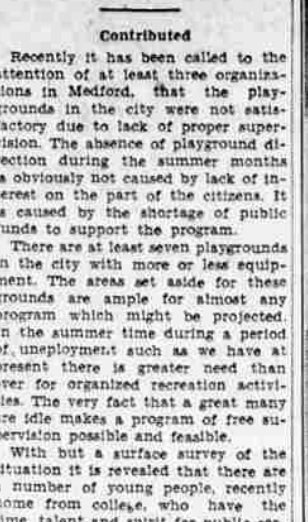 Contributed
Recently it has been called to the
attention of at least three organiza-
tions in Medford, that the play-
grounds in the city were not satis-
factory due to lack of proper super-
vision. The absence of playground di-
rection during the summer months
is obviously not caused by lack of in-
terest on the part of the citizens. It
is caused by the shortage of public
funds to support the program.
There are at least seven playgrounds
in the city with more or less equip-
ment. The areas set aside for these
grounds are ample for almost any
program which might be projected.
In the summer time during a period
of uneployment such as we have at
present there is greater need than
ever for organized recreation activi-
ties. The very fact that a great many
are idle makes a program of free su-
pervision possible and feasible.
With but a surface survey of the
situation it is revealed that there are
a number of young people, recently
home from college, who have the
time, talent and spirit for public